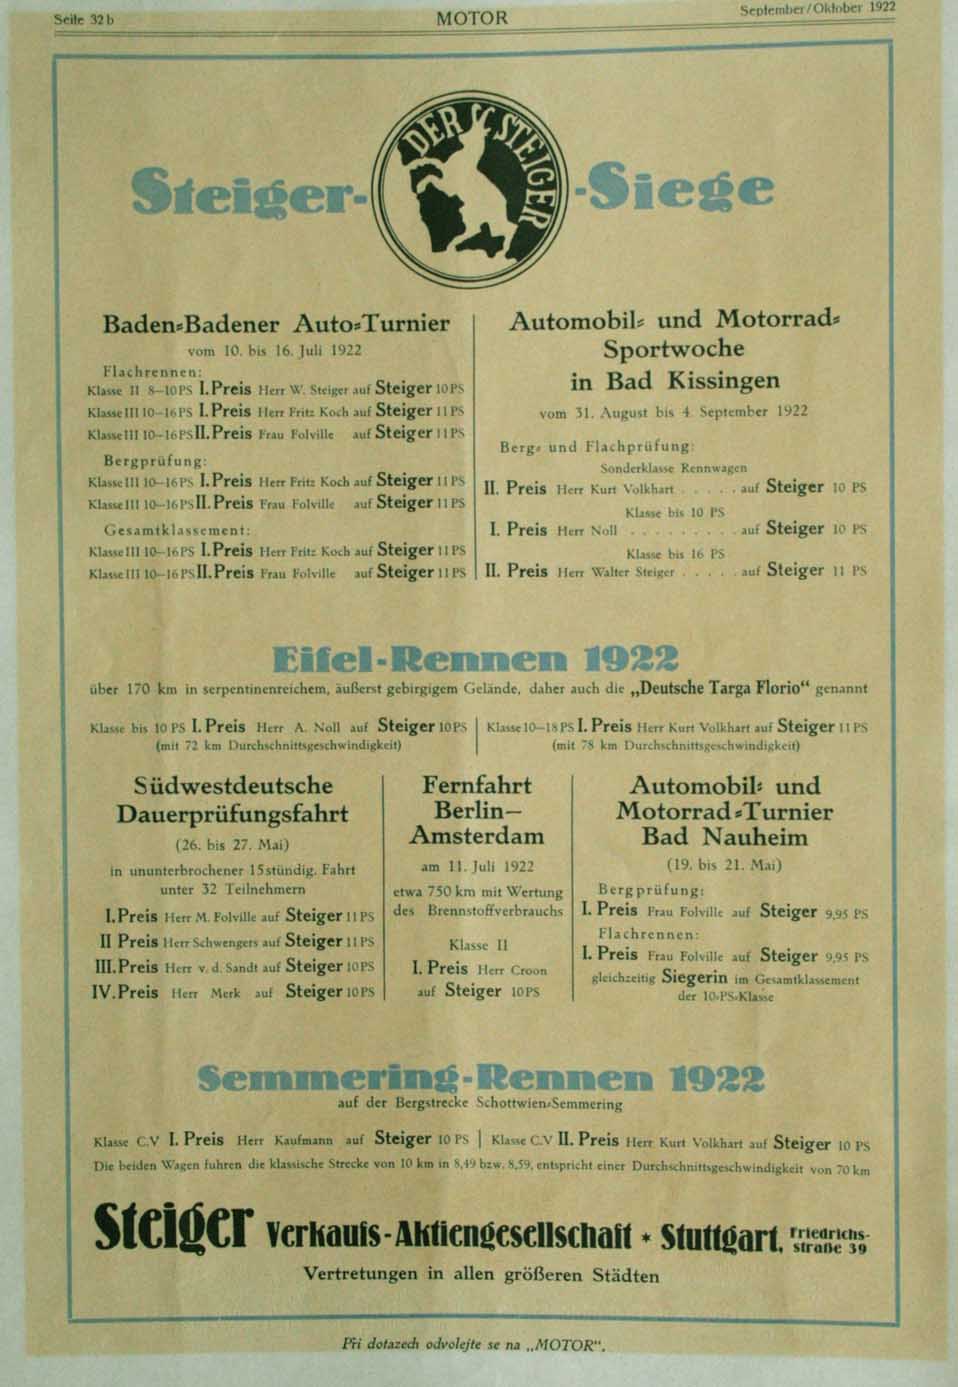 Seite 32 b MOTOR September/Oktober 1922
DER STEIGER
Steiger- -Siege
Baden=Badener Auto=Turnier
vom 10. bis 16. Juli 1922
Flachrennen:
Klasse II 8—10 PS I. Preis Herr W. Steiger auf Steiger 10 PS
Klasse III 10—16 PS I. Preis Herr Fritz Koch auf Steiger 11 PS
Klasse III 10—16 PS II. Preis Frau Folville auf Steiger 11 PS
Bergprüfung:
Klasse III 10—16 PS I. Preis Herr Fritz Koch auf Steiger 11 PS
Klasse III 10—16 PS II. Preis Frau Folville auf Steiger 11 PS
Gesamtklassement:
Klasse III 10—16 PS I. Preis Herr Fritz Koch auf Steiger 11 PS
Klasse III 10—16 PS II. Preis Frau Folville auf Steiger 11 PS
Automobil= und Motorrad=
Sportwoche
in Bad Kissingen
vom 31. August bis 4. September 1922
Berg= und Flachprüfung:
Sonderklasse Rennwagen
II. Preis Herr Kurt Volkhart . . . . . auf Steiger 10 PS
Klasse bis 10 PS
I. Preis Herr Noll . . . . . . . . . auf Steiger 10 PS
Klasse bis 16 PS
II. Preis Herr Walter Steiger . . . . . auf Steiger 11 PS
Eifel-Rennen 1922
über 170 km in serpentinenreichem, äußerst gebirgigem Gelände, daher auch die „Deutsche Targa Florio“ genannt
Klasse bis 10 PS I. Preis Herr A. Noll auf Steiger 10 PS
(mit 72 km Durchschnittsgeschwindigkeit)
Klasse 10—18 PS I. Preis Herr Kurt Volkhart auf Steiger 11 PS
(mit 78 km Durchschnittsgeschwindigkeit)
Südwestdeutsche
Dauerprüfungsfahrt
(26. bis 27. Mai)
in ununterbrochener 15stündig. Fahrt
unter 32 Teilnehmern
I. Preis Herr M. Folville auf Steiger 11 PS
II Preis Herr Schwengers auf Steiger 11 PS
III. Preis Herr v. d. Sandt auf Steiger 10 PS
IV. Preis Herr Merk auf Steiger 10 PS
Fernfahrt
Berlin—
Amsterdam
am 11. Juli 1922
etwa 750 km mit Wertung
des Brennstoffverbrauchs
Klasse II
I. Preis Herr Croon
auf Steiger 10 PS
Automobil= und
Motorrad=Turnier
Bad Nauheim
(19. bis 21. Mai)
Bergprüfung:
I. Preis Frau Folville auf Steiger 9,95 PS
Flachrennen:
I. Preis Frau Folville auf Steiger 9,95 PS
gleichzeitig Siegerin im Gesamtklassement
der 10=PS=Klasse
Semmering-Rennen 1922
auf der Bergstrecke Schottwien=Semmering
Klasse C.V I. Preis Herr Kaufmann auf Steiger 10 PS
Klasse C.V II. Preis Herr Kurt Volkhart auf Steiger 10 PS
Die beiden Wagen fuhren die klassische Strecke von 10 km in 8,49 bzw. 8,59, entspricht einer Durchschnittsgeschwindigkeit von 70 km
Steiger Verkaufs-Aktiengesellschaft * Stuttgart, Friedrichs-
straße 39
Vertretungen in allen größeren Städten
Při dotazech odvolejte se na „MOTOR“.